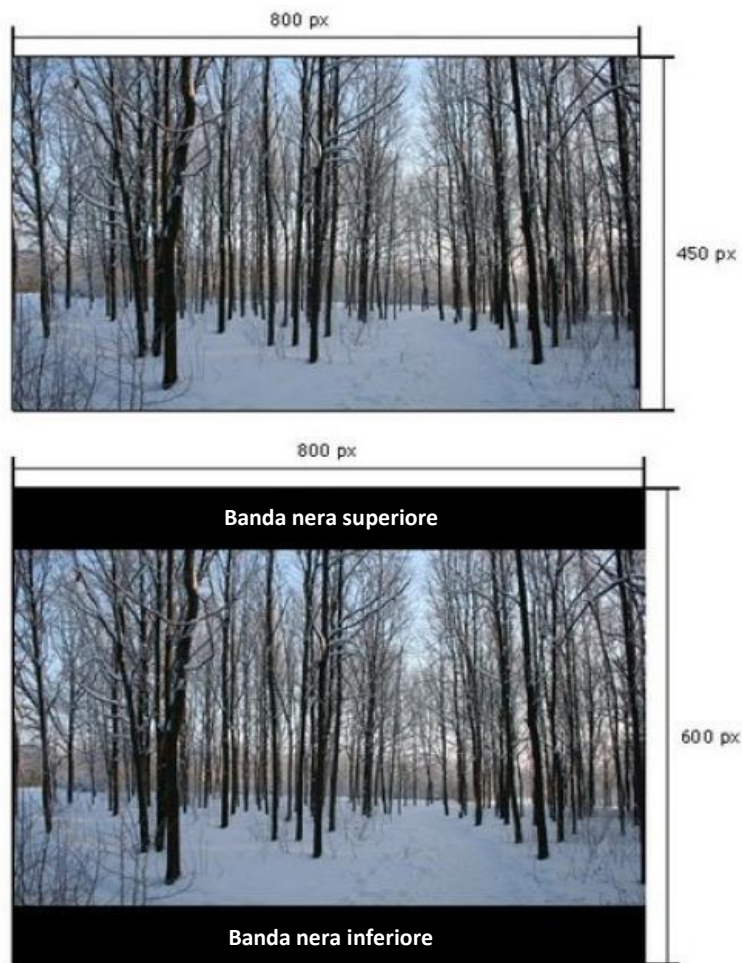 800 px
450 px
800 px
Banda nera superiore
600 px
Banda nera inferiore